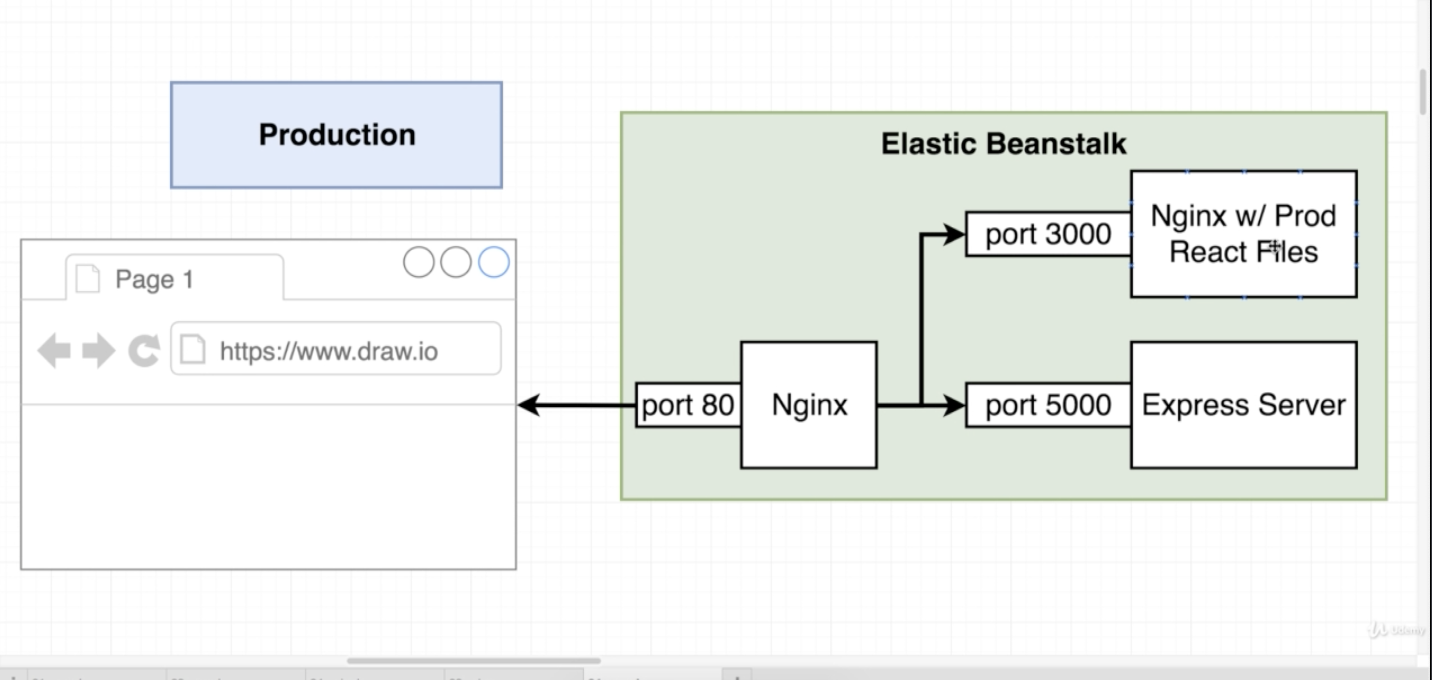 Production
Elastic Beanstalk
Nginx w/ Prod
React Files
port 3000
Page 1
https://www.draw.io
port 80
Nginx
port 5000
Express Server
Udemy